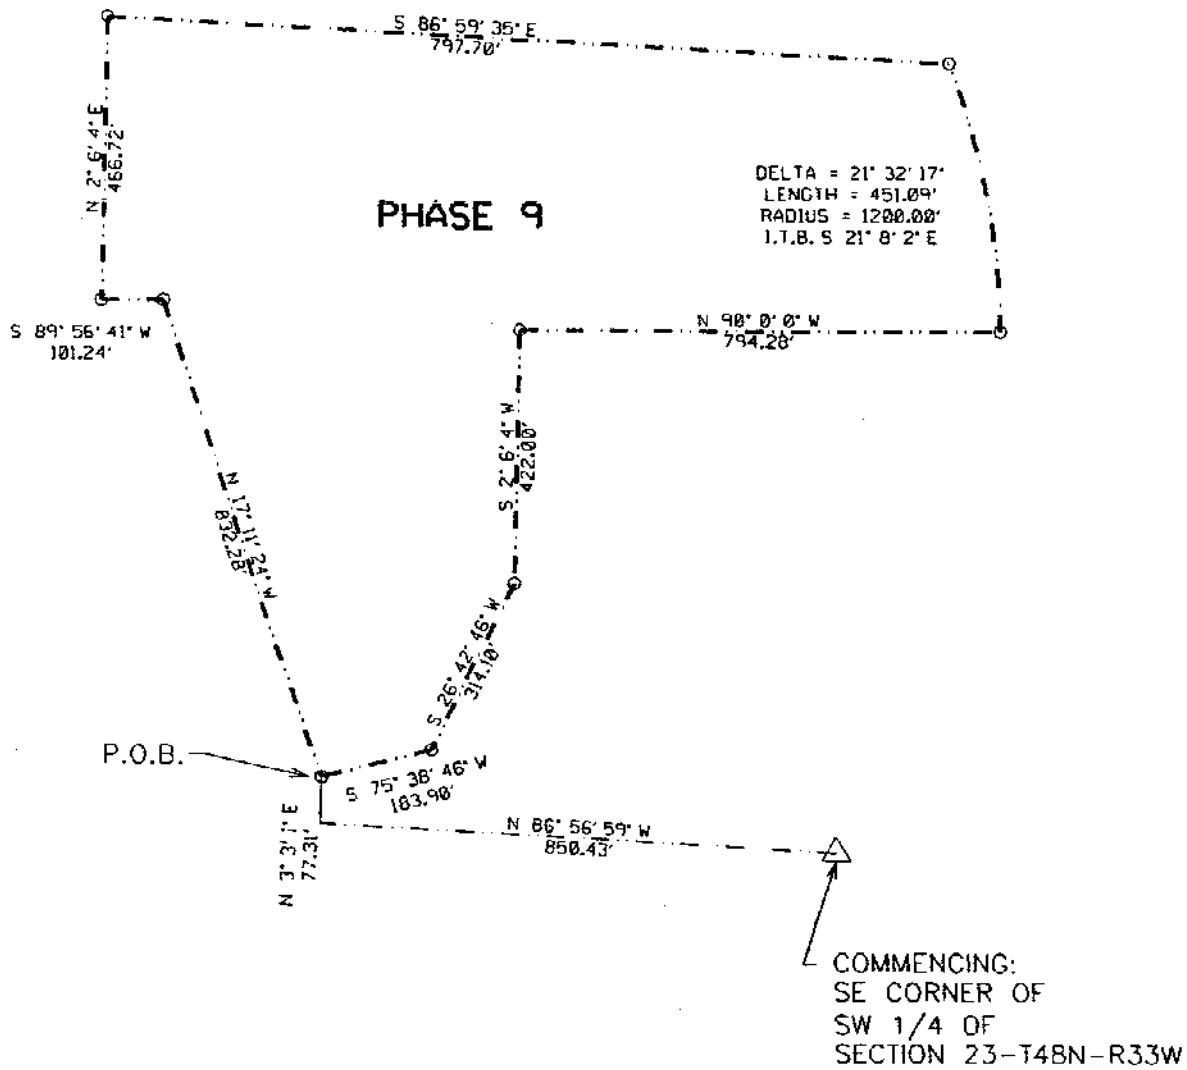 S 86° 59' 35" E
797.70'
N 2° 6' 4" E
466.72'
DELTA = 21° 32' 17"
LENGTH = 451.09'
RADIUS = 1200.00'
I.T.B. S 21° 8' 2" E
PHASE 9
S 89° 56' 41" W
101.24'
N 90° 0' 0" W
794.28'
S 2° 6' 4" W
422.00'
N 17° 11' 24" W
832.28'
S 26° 42' 46" W
314.10'
P.O.B.
S 75° 38' 46" W
183.90'
N 3° 3' 1" E
77.31'
N 86° 56' 59" W
850.43'
COMMENCING:
SE CORNER OF
SW 1/4 OF
SECTION 23-T48N-R33W